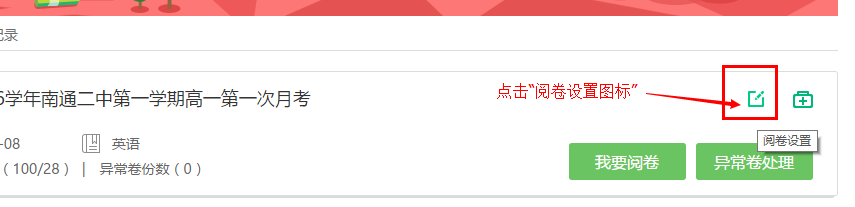 记录
6学年南通二中第一学期高一第一次月考
点击“阅卷设置图标”
阅卷设置
-08 英语
（100/28） | 异常卷份数（0）
我要阅卷 异常卷处理